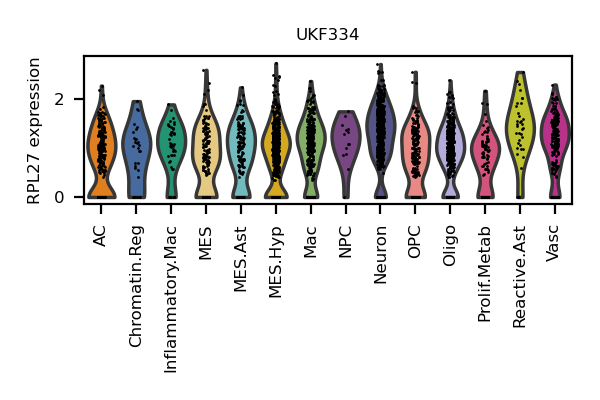 UKF334
RPL27 expression
2
0
AC
Chromatin.Reg
Inflammatory.Mac
MES
MES.Ast
MES.Hyp
Mac
NPC
Neuron
OPC
Oligo
Prolif.Metab
Reactive.Ast
Vasc